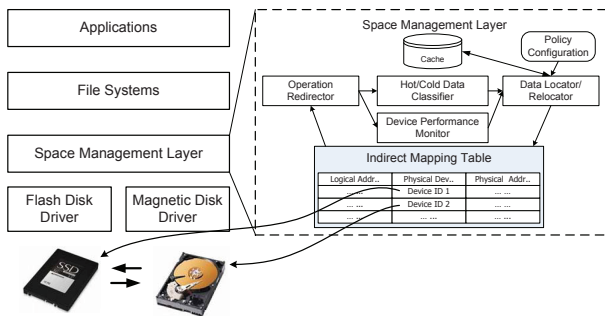 Applications
File Systems
Space Management Layer
Flash Disk
Driver
Magnetic Disk
Driver
SSD
Space Management Layer
Cache
Policy
Configuration
Operation
Redirector
Hot/Cold Data
Classifier
Data Locator/
Relocator
Device Performance
Monitor
Indirect Mapping Table
Logical Addr.. Physical Dev.. Physical Addr..
... ... Device ID 1 ... ...
... ... Device ID 2 ... ...
... ... ... ... ... ...